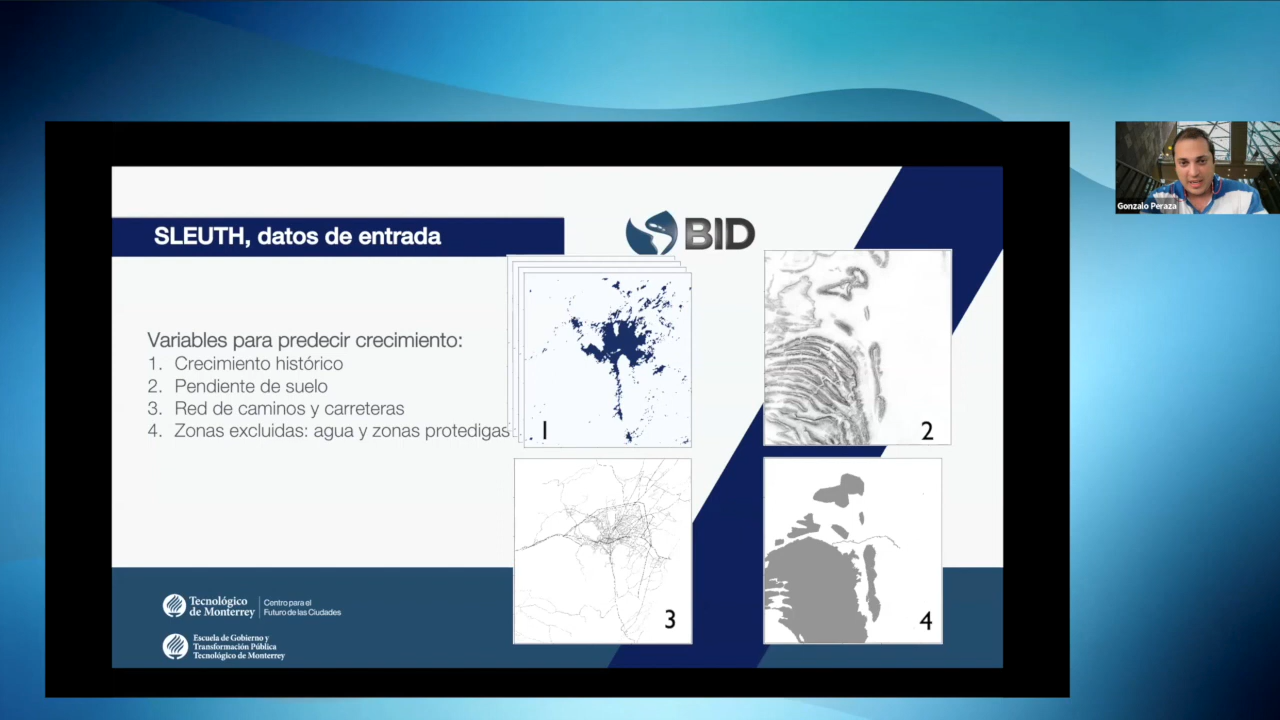 SLEUTH, datos de entrada
BID
Variables para predecir crecimiento:
1. Crecimiento histórico
2. Pendiente de suelo
3. Red de caminos y carreteras
4. Zonas excluidas: agua y zonas protedigas
1
2
3
4
Tecnológico
de Monterrey
Centro para el
Futuro de las Ciudades
Escuela de Gobierno y
Transformación Pública
Tecnológico de Monterrey
Gonzalo Peraza